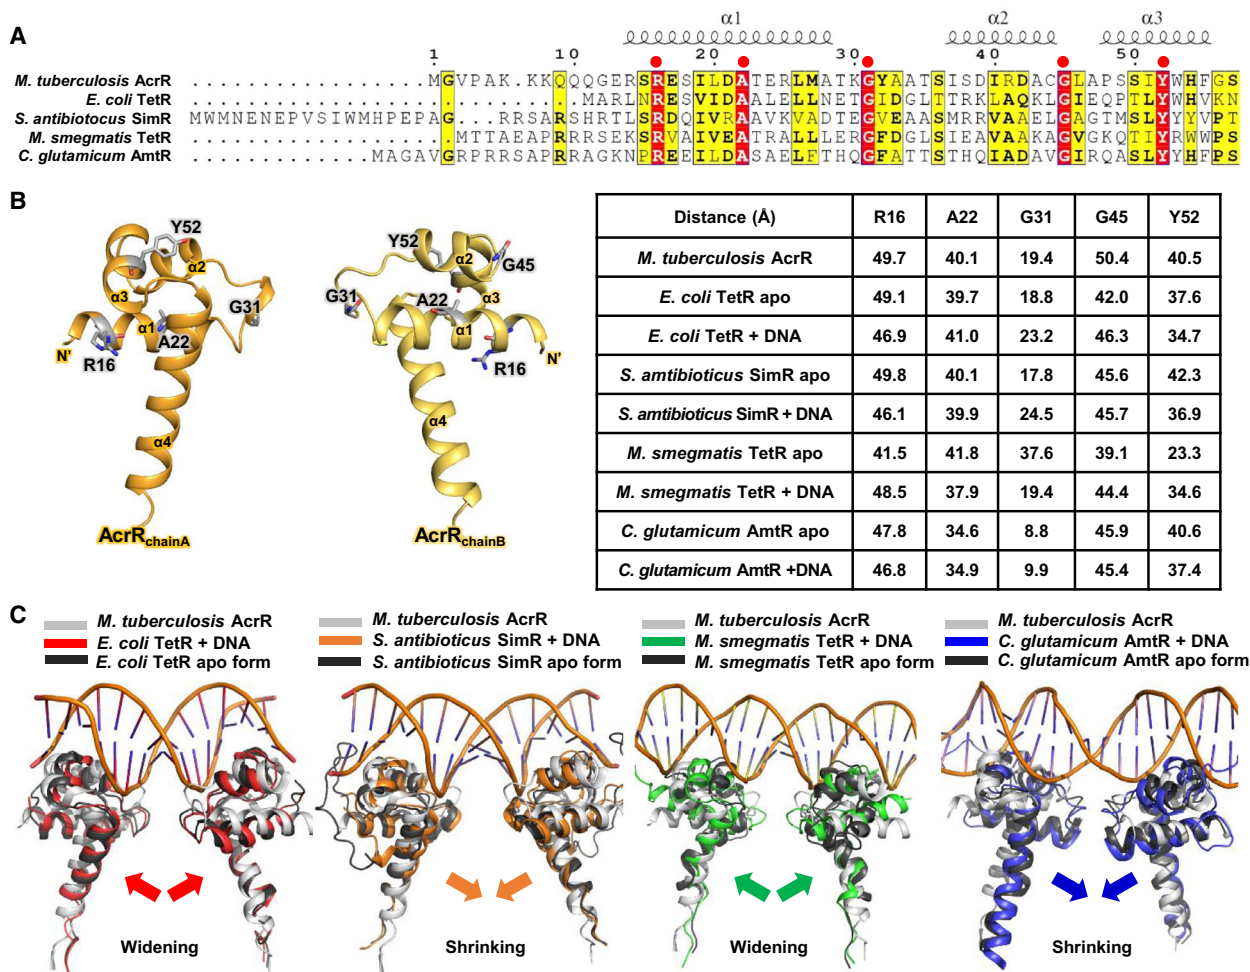 A
α1 α2 α3
1 10 20 30 40 50
M. tuberculosis AcrR ....................MGVPAK.KKQQQGERSRESILDATERLMATKGYAATSISDIRDACGLAPSSIYWHFGS
E. coli TetR MARLNRESVIDAALELLNETGIDGLTTRKLAQKLGIEQPTLYWHVKN
S. antibiotocus SimR MWMNENEPVSIWMHPEPAG...RRSARSHRTLSRDQIVRAAVKVADTEGVEAASMRRVAAELGAGTMSLYYYVPT
M. smegmatis TetR MTTAEAPRRRSEKSRVAIVEATRALLLERGFDGLSIEAVAAKAGVGKQTIYRWWPS
C. glutamicum AmtR MAGAVGRPRRSAPRRAGKNPREEILDASAELFTHQGFATTSTHQIADAVGIRQASLYYHFPS
B
Y52
α2
α3
G31
α1
A22
N'
R16
α4
AcrRchainA
Y52
α2
G45
G31
A22
α3
α1
N'
R16
α4
AcrRchainB
Distance (Å) R16 A22 G31 G45 Y52
M. tuberculosis AcrR 49.7 40.1 19.4 50.4 40.5
E. coli TetR apo 49.1 39.7 18.8 42.0 37.6
E. coli TetR + DNA 46.9 41.0 23.2 46.3 34.7
S. amtibioticus SimR apo 49.8 40.1 17.8 45.6 42.3
S. amtibioticus SimR + DNA 46.1 39.9 24.5 45.7 36.9
M. smegmatis TetR apo 41.5 41.8 37.6 39.1 23.3
M. smegmatis TetR + DNA 48.5 37.9 19.4 44.4 34.6
C. glutamicum AmtR apo 47.8 34.6 8.8 45.9 40.6
C. glutamicum AmtR +DNA 46.8 34.9 9.9 45.4 37.4
C
M. tuberculosis AcrR
E. coli TetR + DNA
E. coli TetR apo form
Widening
M. tuberculosis AcrR
S. antibioticus SimR + DNA
S. antibioticus SimR apo form
Shrinking
M. tuberculosis AcrR
M. smegmatis TetR + DNA
M. smegmatis TetR apo form
Widening
M. tuberculosis AcrR
C. glutamicum AmtR + DNA
C. glutamicum AmtR apo form
Shrinking